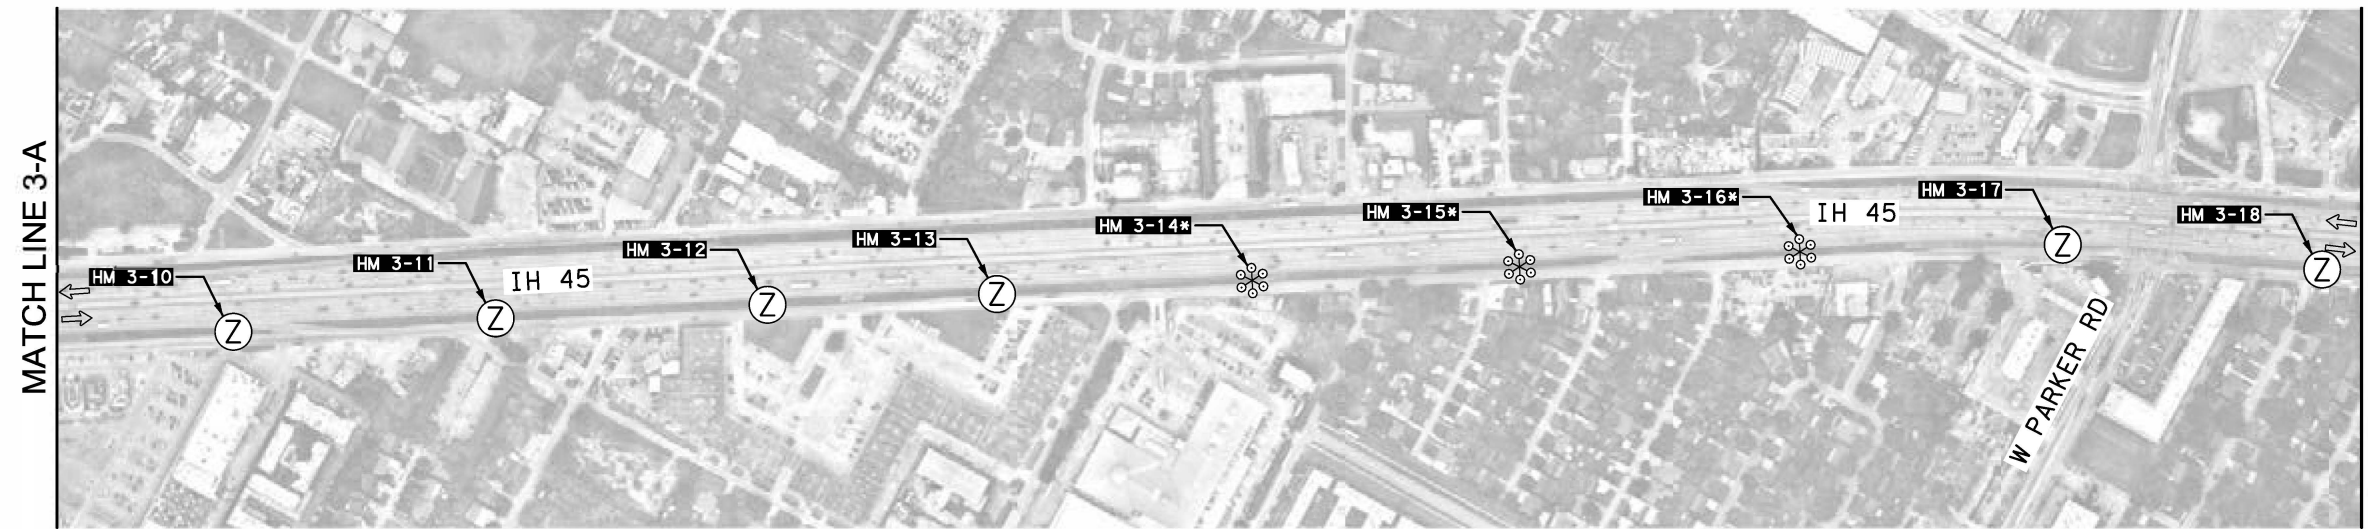 MATCH LINE 3-A
HM 3-10
Z
HM 3-11
Z
IH 45
HM 3-12
Z
HM 3-13
Z
HM 3-14*
HM 3-15*
HM 3-16*
IH 45
HM 3-17
Z
HM 3-18
Z
W PARKER RD